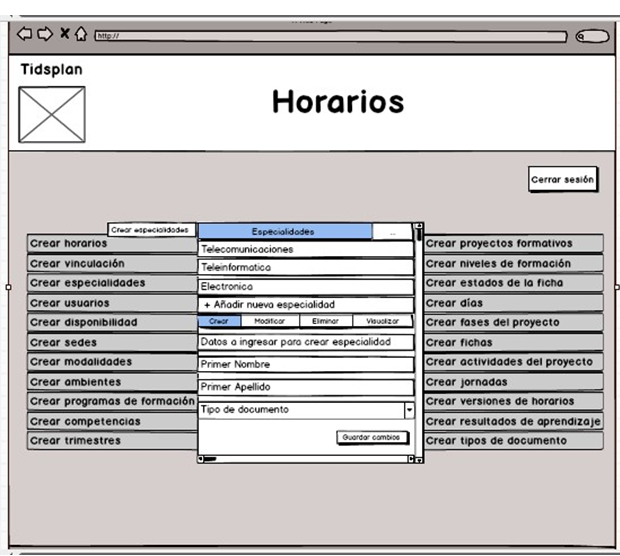 http://
Tidsplan
Horarios
Cerrar sesión
Crear especialidades
Especialidades
...
Crear horarios
Crear vinculación
Crear especialidades
Crear usuarios
Crear disponibilidad
Crear sedes
Crear modalidades
Crear ambientes
Crear programas de formación
Crear competencias
Crear trimestres
Telecomunicaciones
Teleinformatica
Electronica
+ Añadir nueva especialidad
Crear Modificar Eliminar Visualizar
Datos a ingresar para crear especialidad
Primer Nombre
Primer Apellido
Tipo de documento
Guardar cambios
Crear proyectos formativos
Crear niveles de formación
Crear estados de la ficha
Crear días
Crear fases del proyecto
Crear fichas
Crear actividades del proyecto
Crear jornadas
Crear versiones de horarios
Crear resultados de aprendizaje
Crear tipos de documento